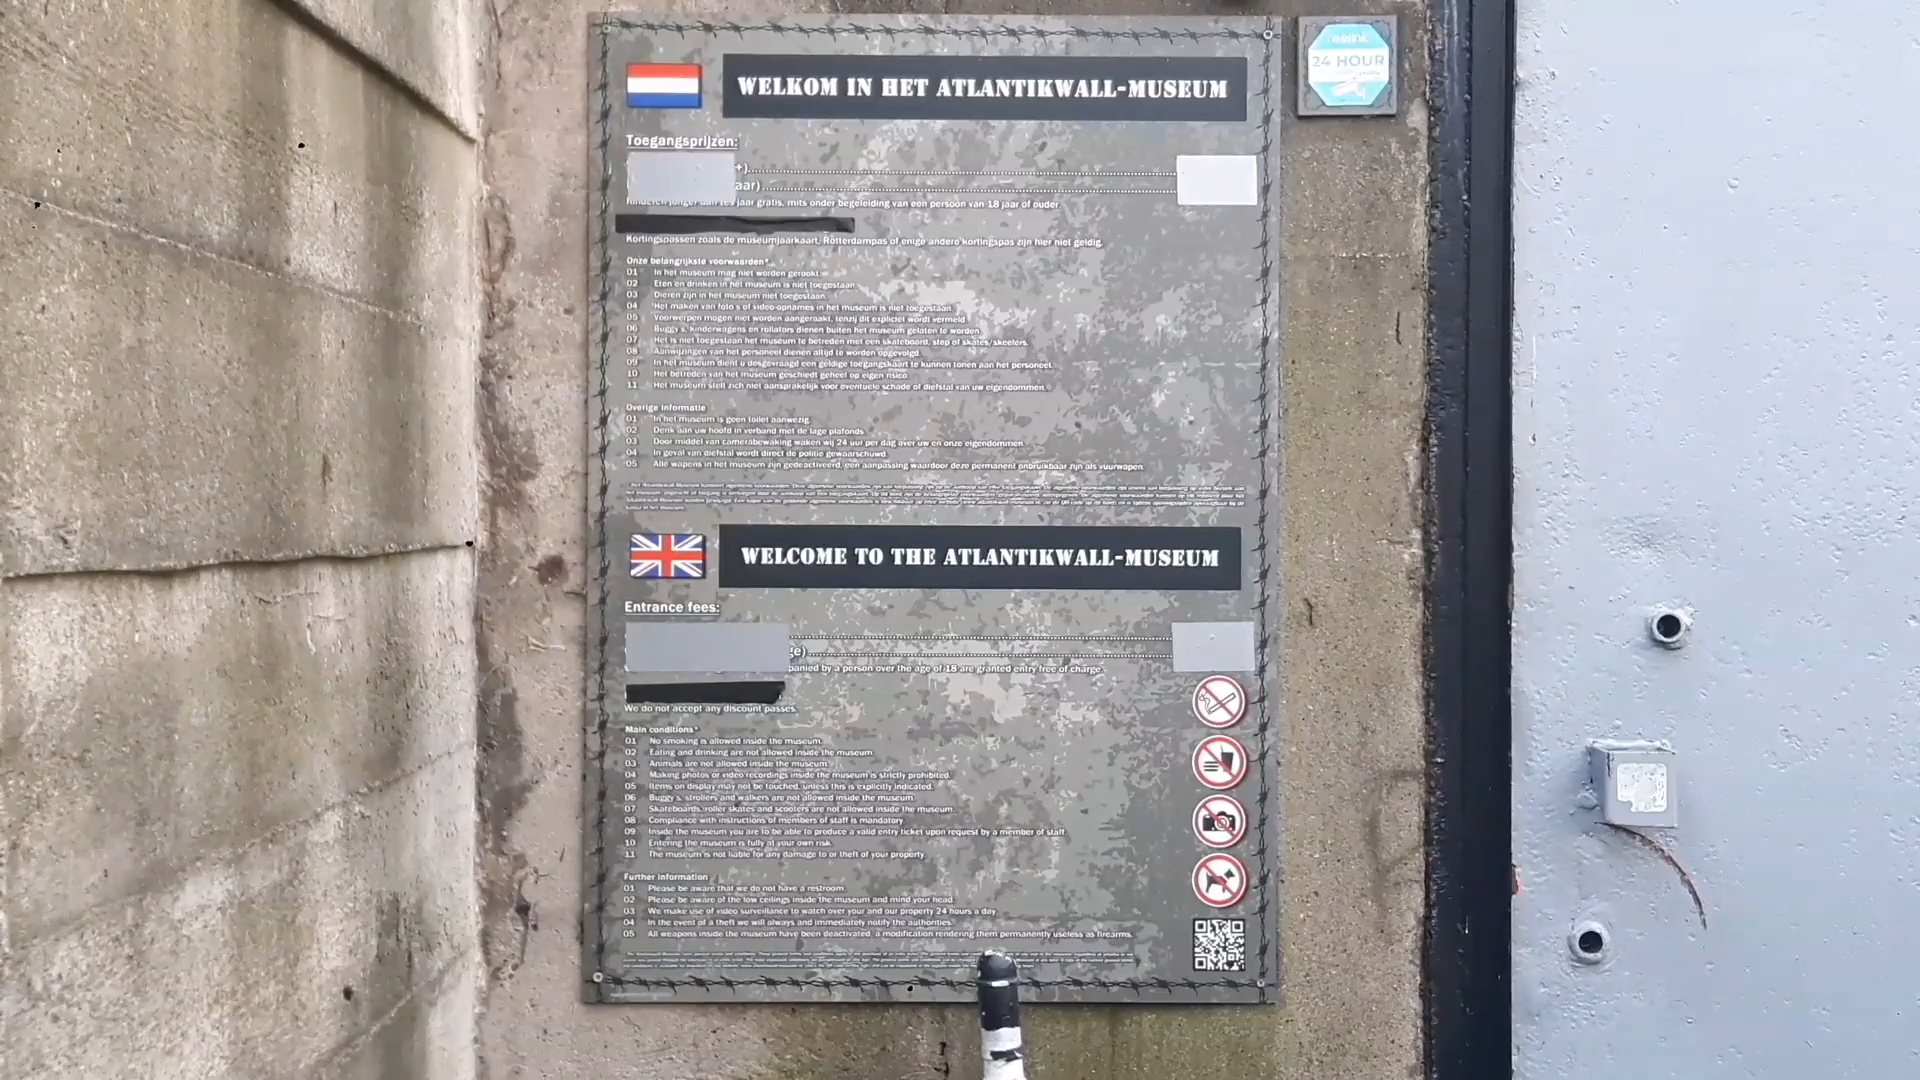 WELKOM IN HET ATLANTIKWALL-MUSEUM
24 HOUR
Toegangsprijzen:
+)
aar)
jaar gratis, mits onder begeleiding van een persoon van 18 jaar of ouder.
Kortingspassen zoals de museumjaarkaart, Rotterdampas of enige andere kortingspas zijn hier niet geldig.
Onze belangrijkste voorwaarden*
01 In het museum mag niet worden gerookt.
02 Eten en drinken in het museum is niet toegestaan.
03 Dieren zijn in het museum niet toegestaan.
04 Het maken van foto's of video-opnames in het museum is niet toegestaan.
05 Voorwerpen mogen niet worden aangeraakt, tenzij dit expliciet wordt vermeld.
06 Buggy's, kinderwagens en rollators dienen buiten het museum gelaten te worden.
07 Het is niet toegestaan het museum te betreden met een skateboard, step of skates/skeelers.
08 Aanwijzingen van het personeel dienen altijd te worden opgevolgd.
09 In het museum dient u desgevraagd een geldige toegangskaart te kunnen tonen aan het personeel.
10 Het betreden van het museum geschiedt geheel op eigen risico.
11 Het museum stelt zich niet aansprakelijk voor eventuele schade of diefstal van uw eigendommen.
Overige informatie
01 In het museum is geen toilet aanwezig.
02 Denk aan uw hoofd in verband met de lage plafonds.
03 Door middel van camerabewaking waken wij 24 uur per dag over uw en onze eigendommen.
04 In geval van diefstal wordt direct de politie gewaarschuwd.
05 Alle wapens in het museum zijn gedeactiveerd, een aanpassing waardoor deze permanent onbruikbaar zijn als vuurwapen.
WELCOME TO THE ATLANTIKWALL-MUSEUM
Entrance fees:
ge)
panied by a person over the age of 18 are granted entry free of charge.
We do not accept any discount passes.
Main conditions*
01 No smoking is allowed inside the museum.
02 Eating and drinking are not allowed inside the museum.
03 Animals are not allowed inside the museum.
04 Making photos or video recordings inside the museum is strictly prohibited.
05 Items on display may not be touched, unless this is explicitly indicated.
06 Buggy's, strollers and walkers are not allowed inside the museum.
07 Skateboards, roller skates and scooters are not allowed inside the museum.
08 Compliance with instructions of members of staff is mandatory.
09 Inside the museum you are to be able to produce a valid entry ticket upon request by a member of staff.
10 Entering the museum is fully at your own risk.
11 The museum is not liable for any damage to or theft of your property.
Further information
01 Please be aware that we do not have a restroom.
02 Please be aware of the low ceilings inside the museum and mind your head.
03 We make use of video surveillance to watch over your and our property 24 hours a day.
04 In the event of a theft we will always and immediately notify the authorities.
05 All weapons inside the museum have been deactivated, a modification rendering them permanently useless as firearms.